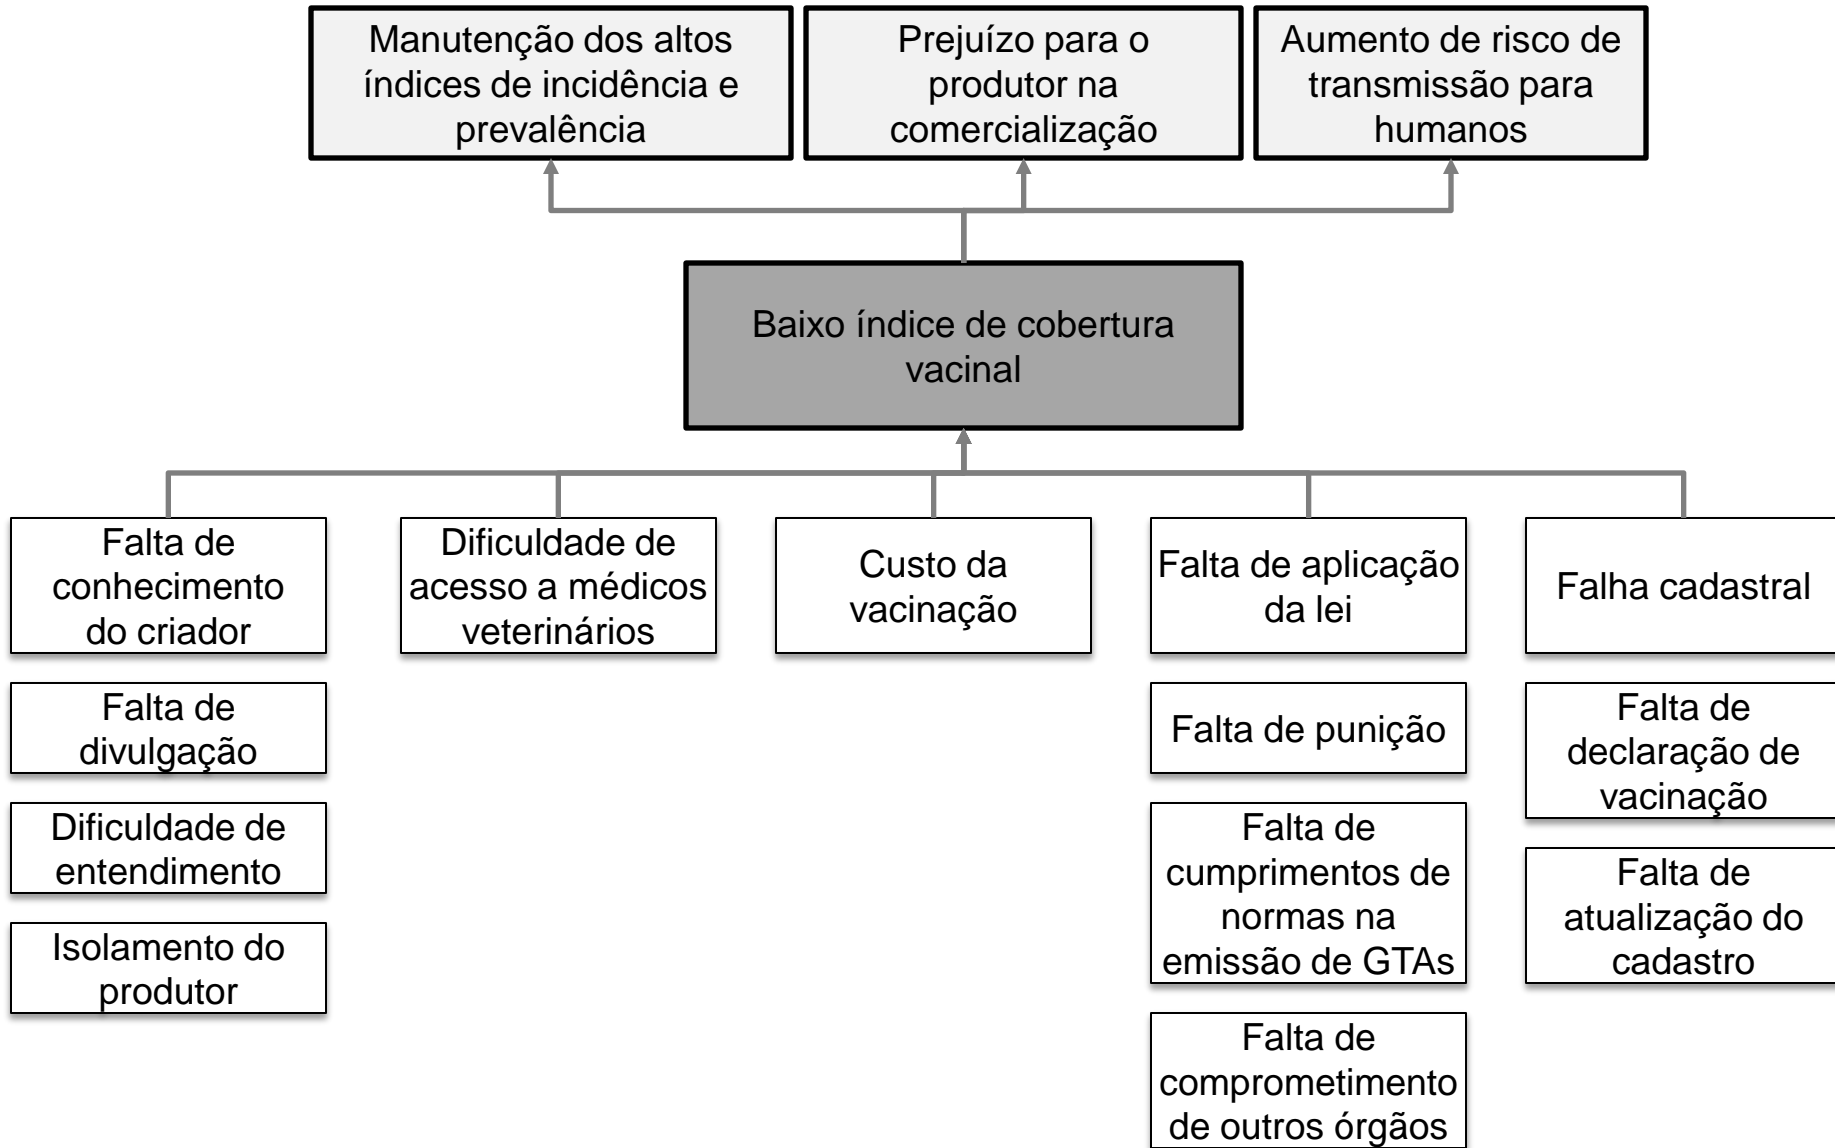 Manutenção dos altos
índices de incidência e
prevalência
Prejuízo para o
produtor na
comercialização
Aumento de risco de
transmissão para
humanos
Baixo índice de cobertura
vacinal
Falta de
conhecimento
do criador
Falta de
divulgação
Dificuldade de
entendimento
Isolamento do
produtor
Dificuldade de
acesso a médicos
veterinários
Custo da
vacinação
Falta de aplicação
da lei
Falta de punição
Falta de
cumprimentos de
normas na
emissão de GTAs
Falta de
comprometimento
de outros órgãos
Falha cadastral
Falta de
declaração de
vacinação
Falta de
atualização do
cadastro